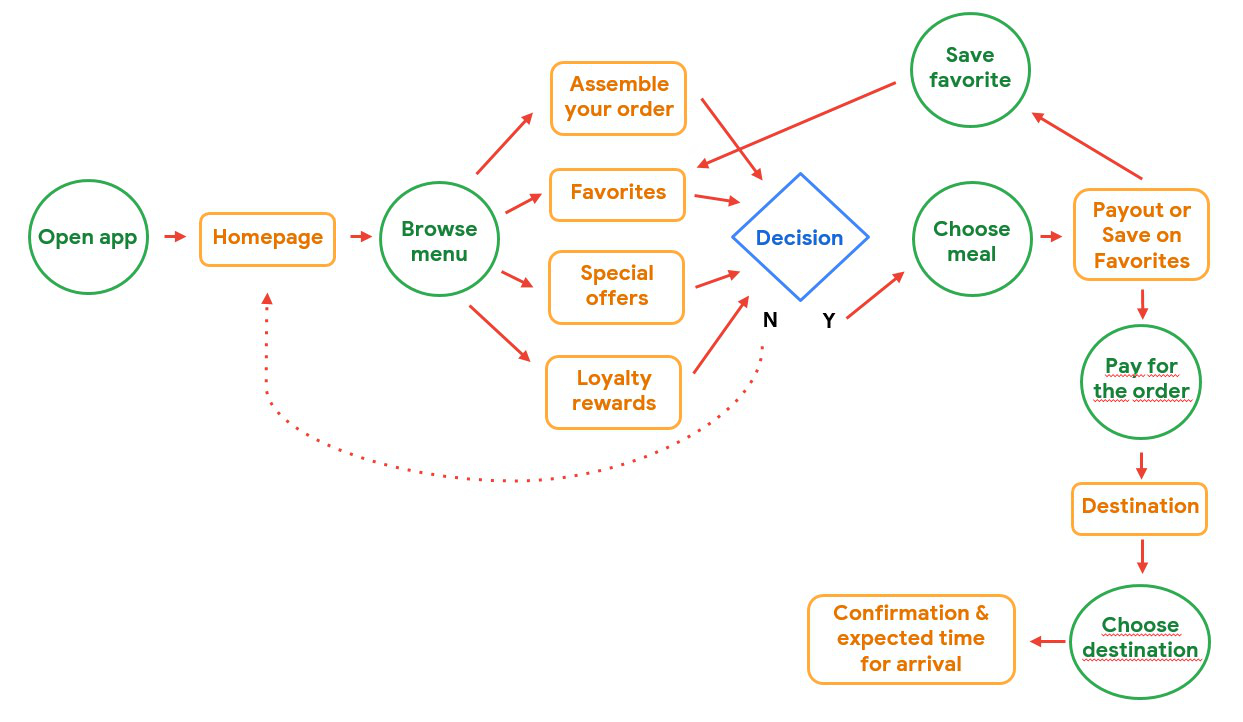 Open app
Homepage
Browse
menu
Assemble
your order
Favorites
Special
offers
Loyalty
rewards
Decision
N
Y
Choose
meal
Payout or
Save on
Favorites
Save
favorite
Pay for
the order
Destination
Choose
destination
Confirmation &
expected time
for arrival